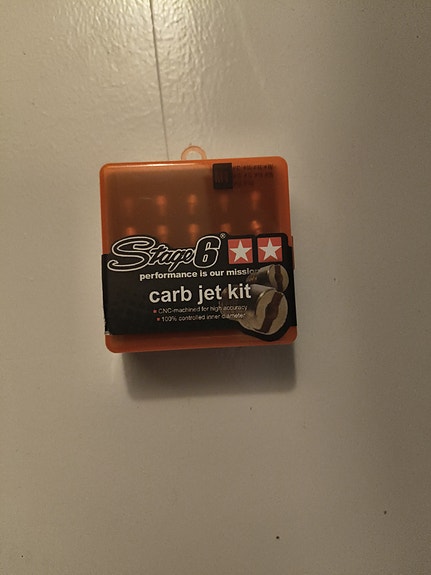 Stage6®
performance is our mission
carb jet kit
CNC-machined for high accuracy
100% controlled inner diameter